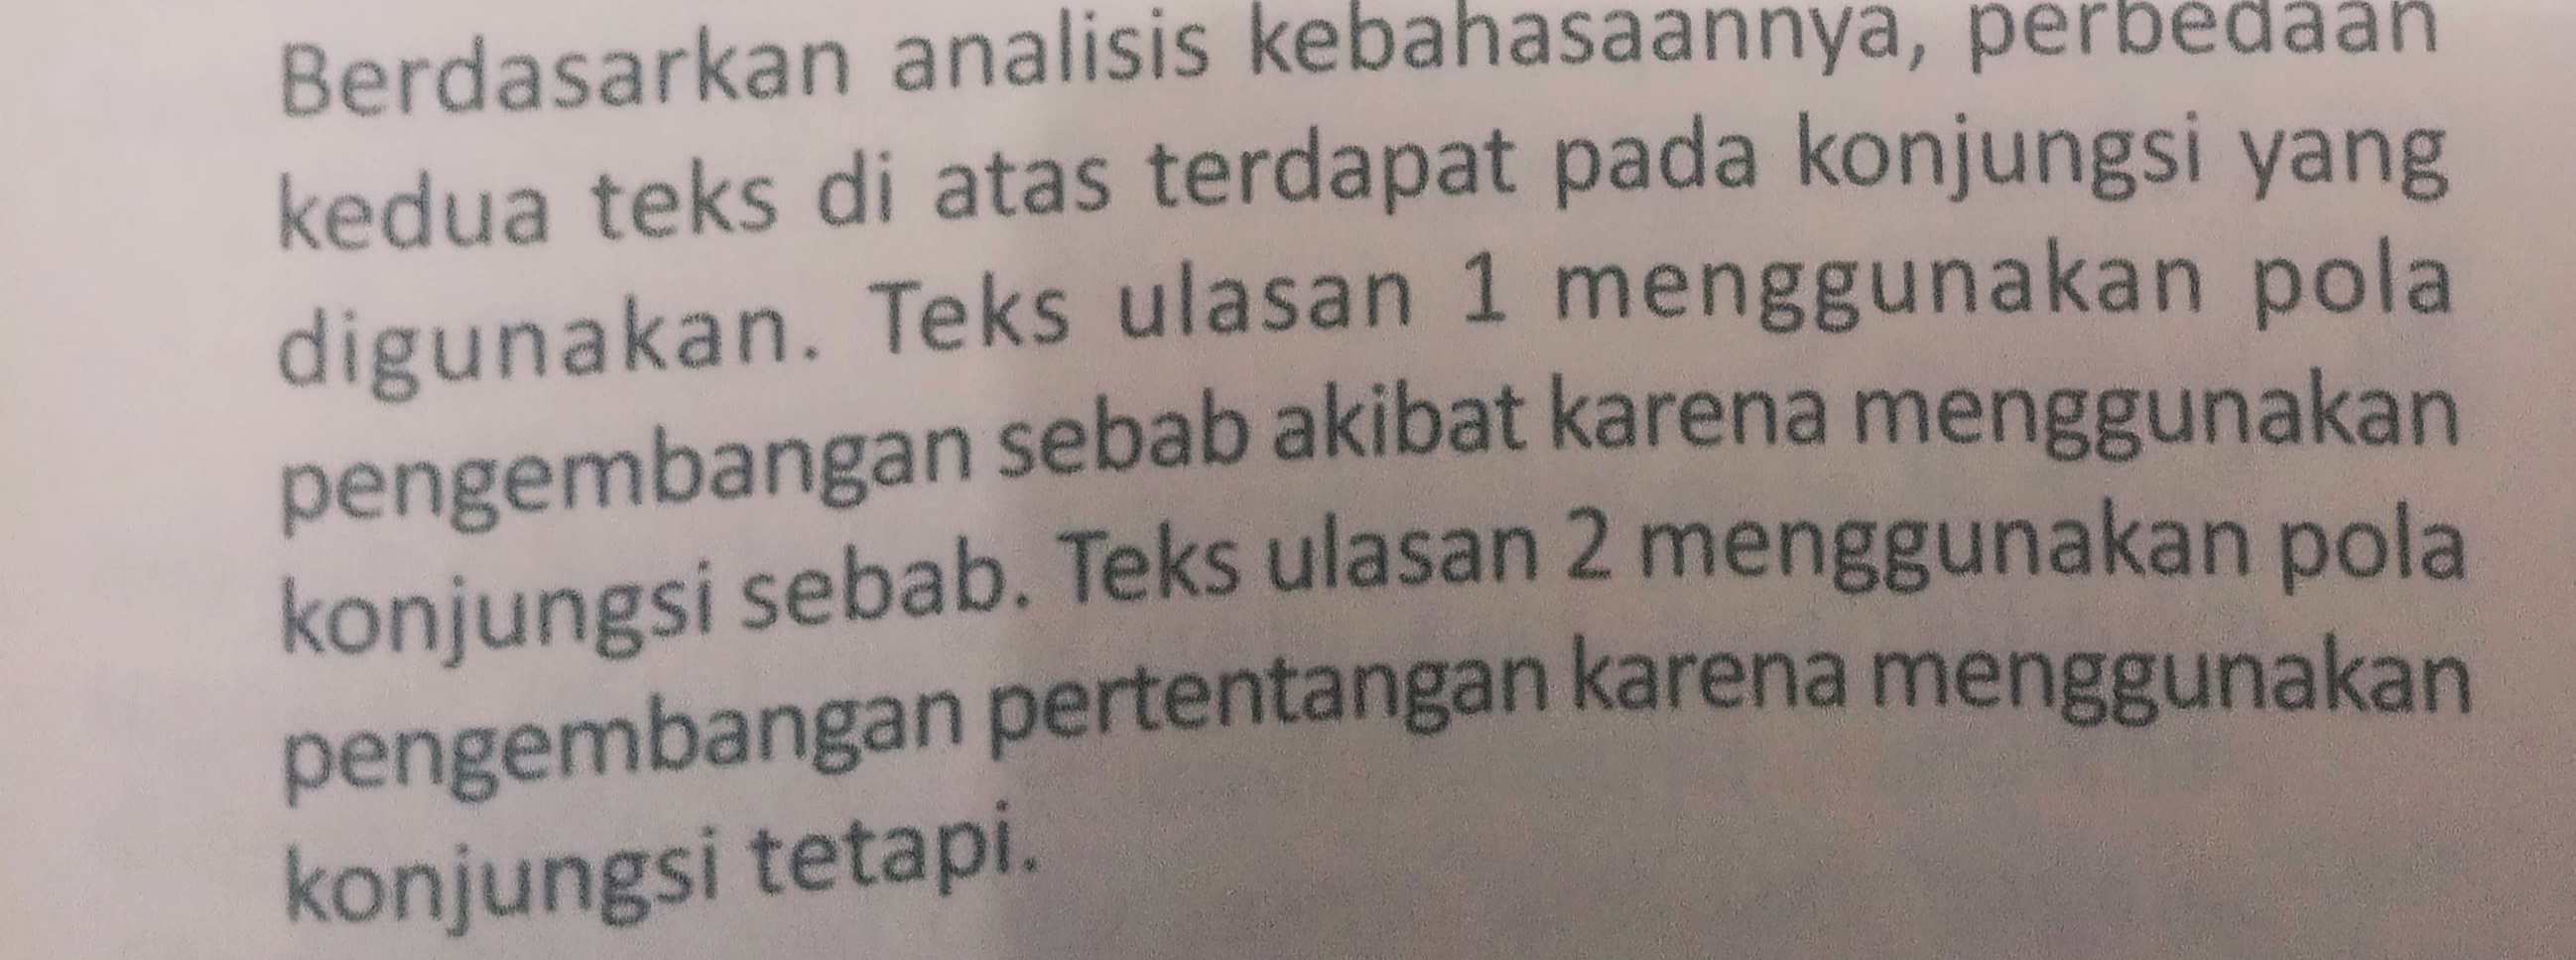 Berdasarkan analisis kebahasaannya, perbedaan
kedua teks di atas terdapat pada konjungsi yang
digunakan. Teks ulasan 1 menggunakan pola
pengembangan sebab akibat karena menggunakan
konjungsi sebab. Teks ulasan 2 menggunakan pola
pengembangan pertentangan karena menggunakan
konjungsi tetapi.